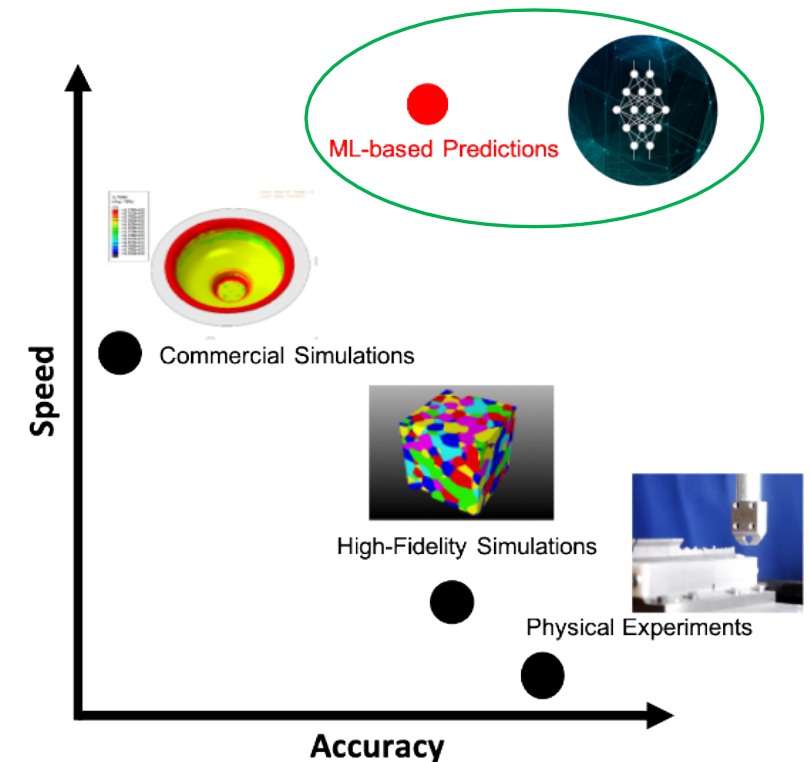 ML-based Predictions
Commercial Simulations
Speed
High-Fidelity Simulations
Physical Experiments
Accuracy